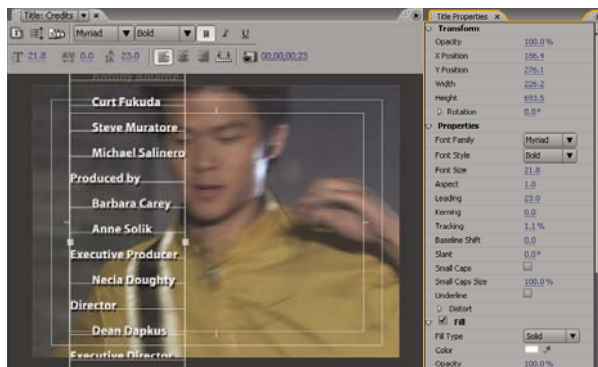 Title: Credits
Myriad Bold B I U
21.8 0.0 23.0 00,00,00,23
Antony Bolante
Curt Fukuda
Steve Muratore
Michael Salinero
Produced by
Barbara Carey
Anne Solik
Executive Producer
Necia Doughty
Director
Dean Dapkus
Executive Director
Title Properties
Transform
Opacity 100.0 %
X Position 186.4
Y Position 276.1
Width 226.2
Height 693.5
Rotation 0.0 °
Properties
Font Family Myriad
Font Style Bold
Font Size 21.8
Aspect 1.0
Leading 23.0
Kerning 0.0
Tracking 1.1 %
Baseline Shift 0.0
Slant 0.0 °
Small Caps
Small Caps Size 100.0 %
Underline
Distort
Fill
Fill Type Solid
Color
Opacity 100.0 %